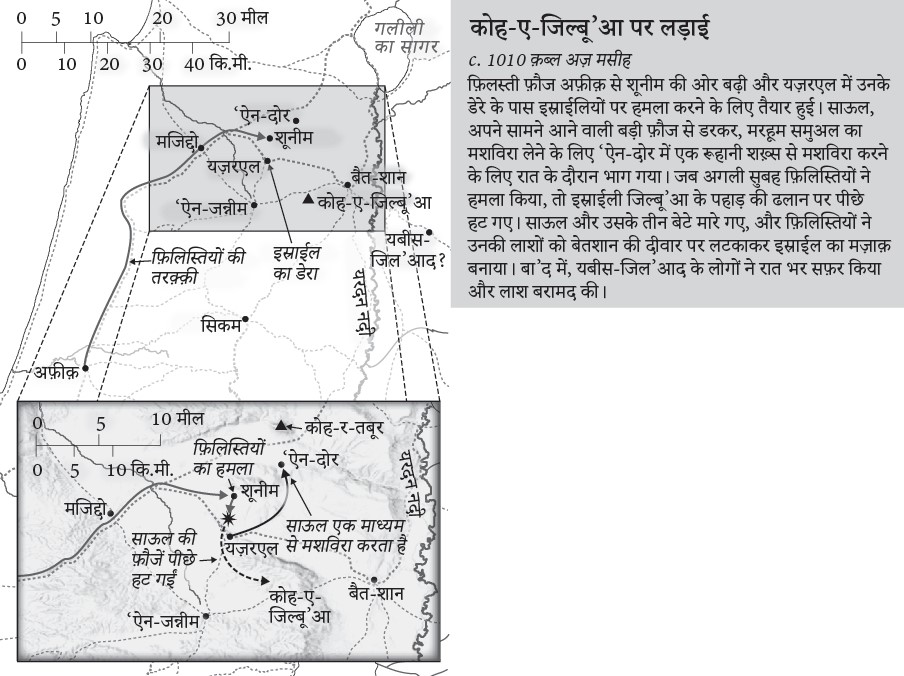 0 5 10 20 30 मील
0 10 20 30 40 कि.मी.
गलीली
का सागर
‘ऐन-दोर
शूनीम
मजिद्दो
यज़रएल
बैत-शान
‘ऐन-जन्नीम
कोह-ए-जिल्बू’आ
यबीस-
जिल’आद?
फ़िलिस्तियों की
तरक़्क़ी
इस्राईल
का डेरा
यरदन नदी
सिकम
अफ़ीक़
0 5 10 मील
0 5 10 कि.मी.
कोह-र-तबूर
फ़िलिस्तियों
का हमला
‘ऐन-दोर
शूनीम
यरदन नदी
मजिद्दो
साऊल एक माध्यम
से मशविरा करता है
साऊल की
फ़ौजें पीछे
हट गईं
यज़रएल
कोह-ए-
जिल्बू’आ
बैत-शान
‘ऐन-जन्नीम
कोह-ए-जिल्बू’आ पर लड़ाई
c. 1010 क़ब्ल अज़ मसीह
फ़िलस्ती फ़ौज अफ़ीक़ से शूनीम की ओर बढ़ी और यज़रएल में उनके
डेरे के पास इस्राईलियों पर हमला करने के लिए तैयार हुई। साऊल,
अपने सामने आने वाली बड़ी फ़ौज से डरकर, मरहूम समुअल का
मशविरा लेने के लिए ‘ऐन-दोर में एक रूहानी शख़्स से मशविरा करने
के लिए रात के दौरान भाग गया। जब अगली सुबह फ़िलिस्तियों ने
हमला किया, तो इस्राईली जिल्बू’आ के पहाड़ की ढलान पर पीछे
हट गए। साऊल और उसके तीन बेटे मारे गए, और फ़िलिस्तियों ने
उनकी लाशों को बेतशान की दीवार पर लटकाकर इस्राईल का मज़ाक़
बनाया। बा’द में, यबीस-जिल’आद के लोगों ने रात भर सफ़र किया
और लाश बरामद की।